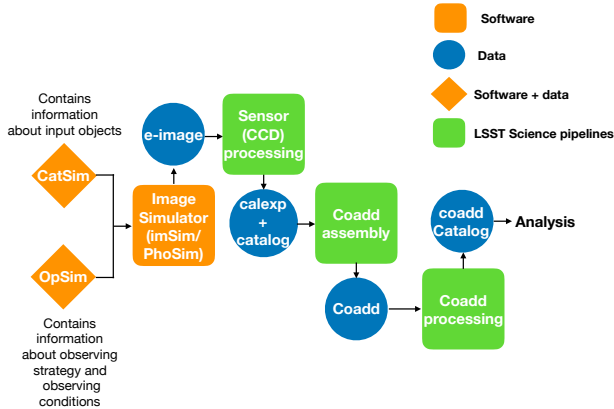 Software
Data
Software + data
LSST Science pipelines
Contains
information
about input objects
CatSim
OpSim
Contains
information
about observing
strategy and
observing
conditions
e-image
Image
Simulator
(imSim/
PhoSim)
Sensor
(CCD)
processing
calexp
+
catalog
Coadd
assembly
Coadd
Coadd
processing
coadd
Catalog
Analysis